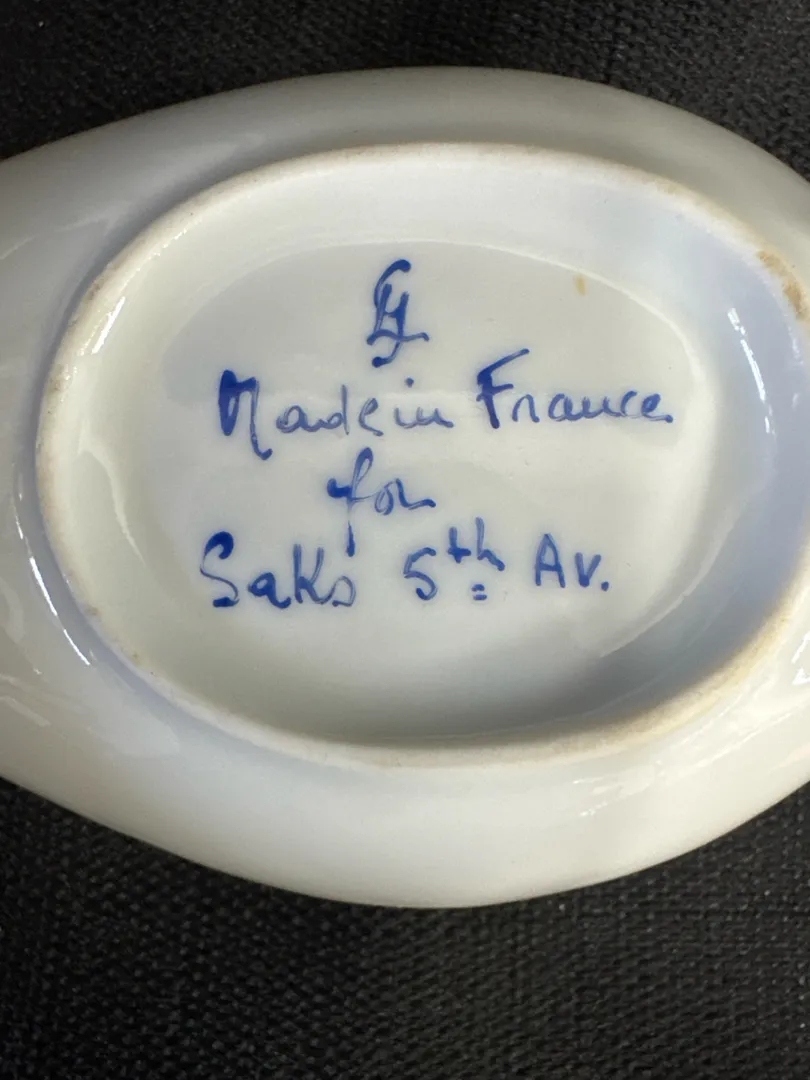 Made in France
for
Saks 5th Av.